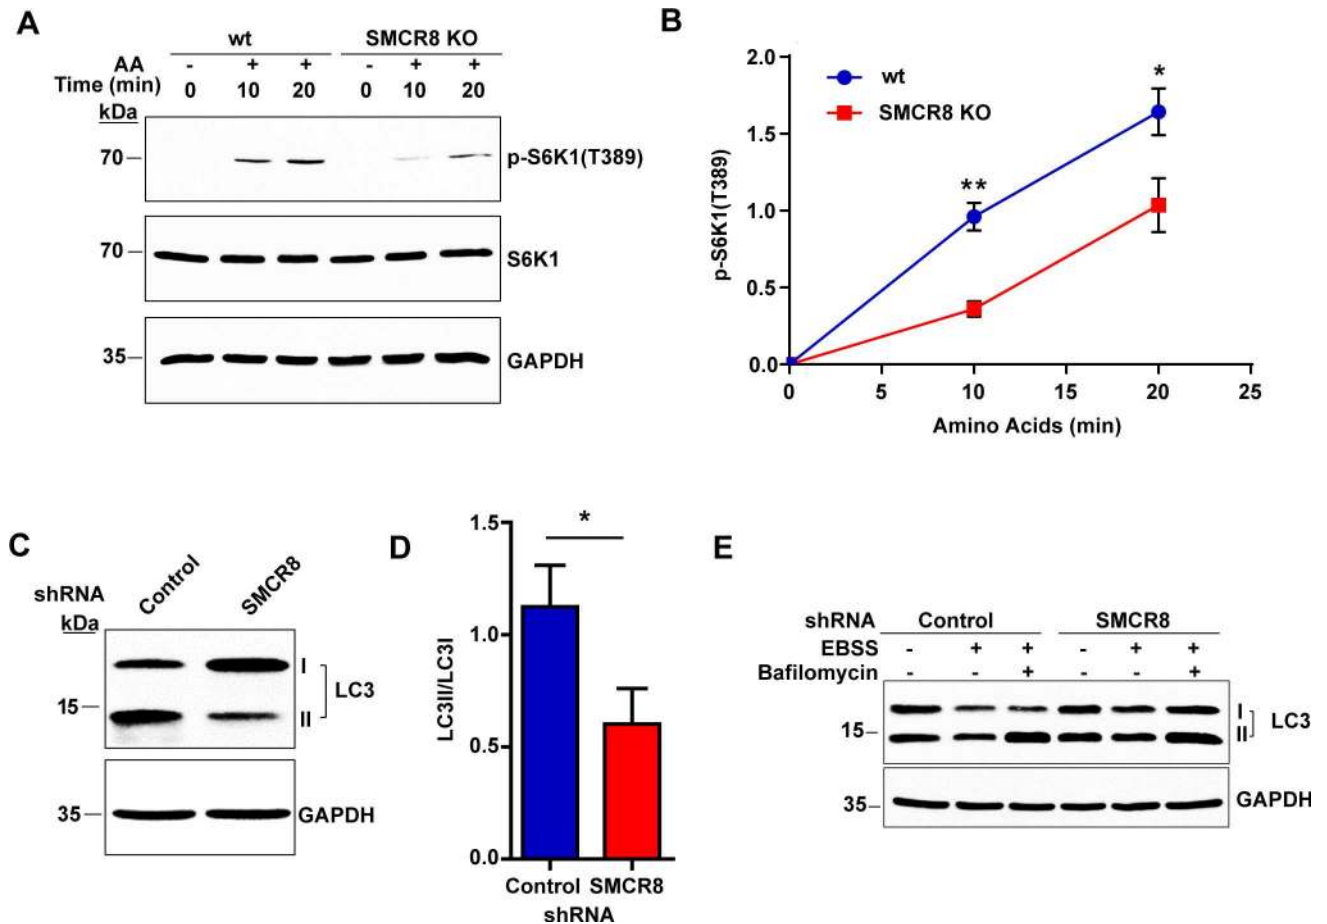 A
wt SMCR8 KO
AA - + + - + +
Time (min) 0 10 20 0 10 20
kDa
70 p-S6K1(T389)
70 S6K1
35 GAPDH
B
wt
SMCR8 KO
p-S6K1(T389)
2.0
1.5
1.0
0.5
0.0
**
*
0 5 10 15 20 25
Amino Acids (min)
C
shRNA Control SMCR8
kDa
I
15 LC3
II
35 GAPDH
D
LC3II/LC3I
1.5
1.0
0.5
0.0
*
Control SMCR8
shRNA
E
shRNA Control SMCR8
EBSS - + + - + +
Bafilomycin - - + - - +
I
15 LC3
II
35 GAPDH